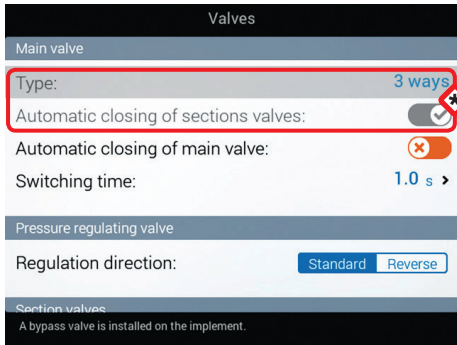 Valves
Main valve
Type: 3 ways
*
Automatic closing of sections valves:
Automatic closing of main valve:
Switching time: 1.0 s >
Pressure regulating valve
Regulation direction: Standard Reverse
Section valves
A bypass valve is installed on the implement.